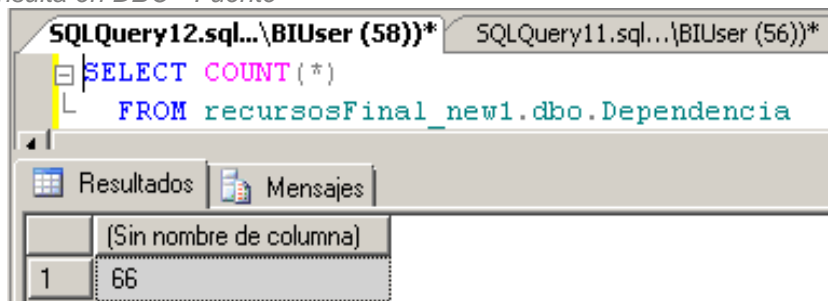 SQLQuery12.sql...\BIUser (58))* SQLQuery11.sql...\BIUser (56))*
SELECT COUNT(*)
FROM recursosFinal_new1.dbo.Dependencia
Resultados Mensajes
(Sin nombre de columna)
1 66